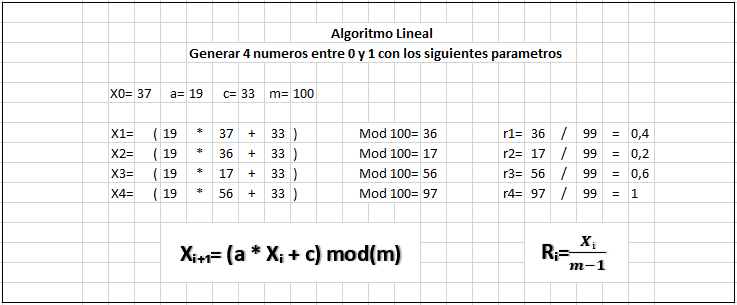 Algoritmo Lineal
Generar 4 numeros entre 0 y 1 con los siguientes parametros
X0= 37 a= 19 c= 33 m= 100
X1= ( 19 * 37 + 33 ) Mod 100= 36 r1= 36 / 99 = 0,4
X2= ( 19 * 36 + 33 ) Mod 100= 17 r2= 17 / 99 = 0,2
X3= ( 19 * 17 + 33 ) Mod 100= 56 r3= 56 / 99 = 0,6
X4= ( 19 * 56 + 33 ) Mod 100= 97 r4= 97 / 99 = 1
Xᵢ₊₁= (a * Xᵢ + c) mod(m) Rᵢ= Xᵢ / m−1